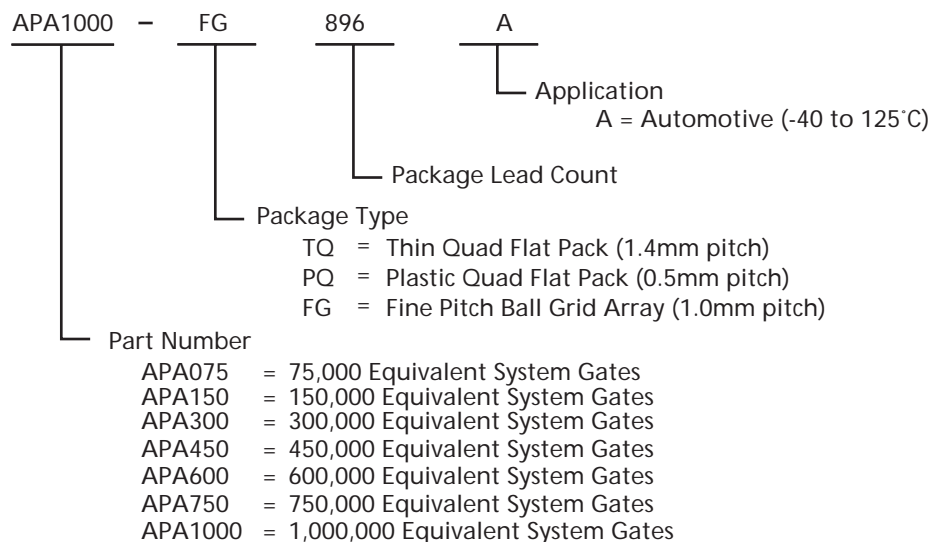 APA1000 – FG 896 A
Application
A = Automotive (-40 to 125˚C)
Package Lead Count
Package Type
TQ = Thin Quad Flat Pack (1.4mm pitch)
PQ = Plastic Quad Flat Pack (0.5mm pitch)
FG = Fine Pitch Ball Grid Array (1.0mm pitch)
Part Number
APA075 = 75,000 Equivalent System Gates
APA150 = 150,000 Equivalent System Gates
APA300 = 300,000 Equivalent System Gates
APA450 = 450,000 Equivalent System Gates
APA600 = 600,000 Equivalent System Gates
APA750 = 750,000 Equivalent System Gates
APA1000 = 1,000,000 Equivalent System Gates